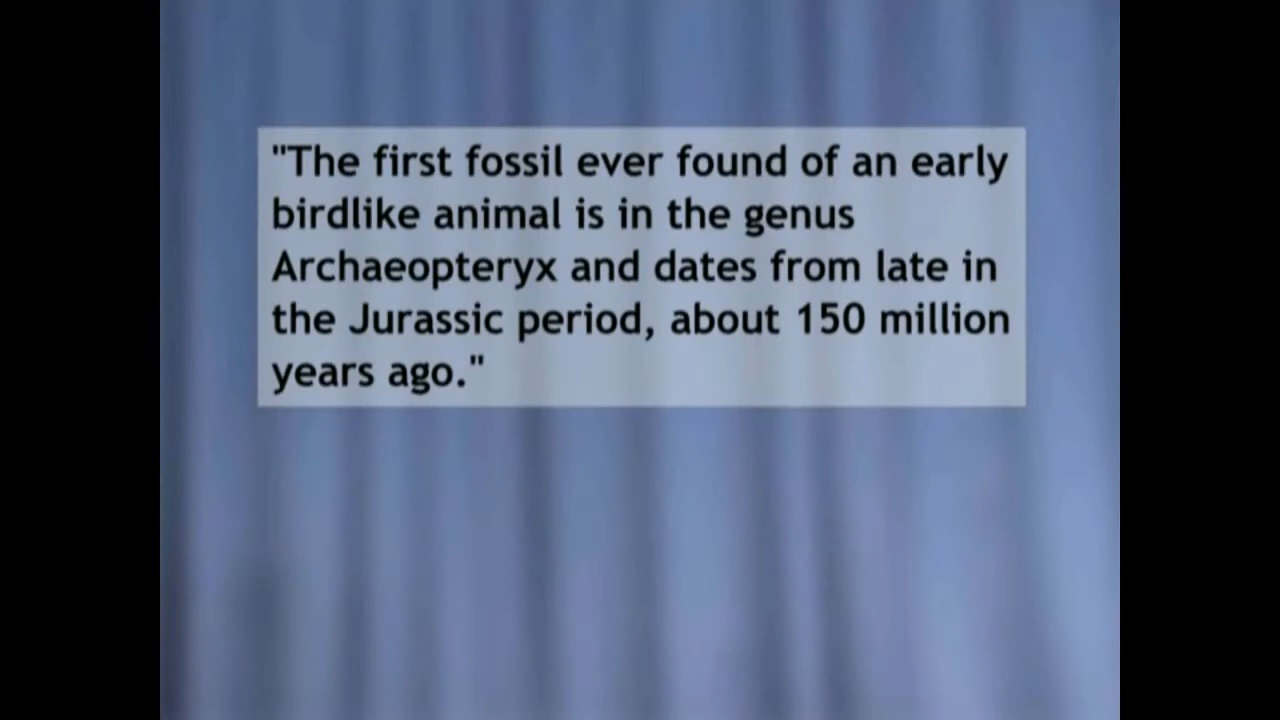 "The first fossil ever found of an early
birdlike animal is in the genus
Archaeopteryx and dates from late in
the Jurassic period, about 150 million
years ago."